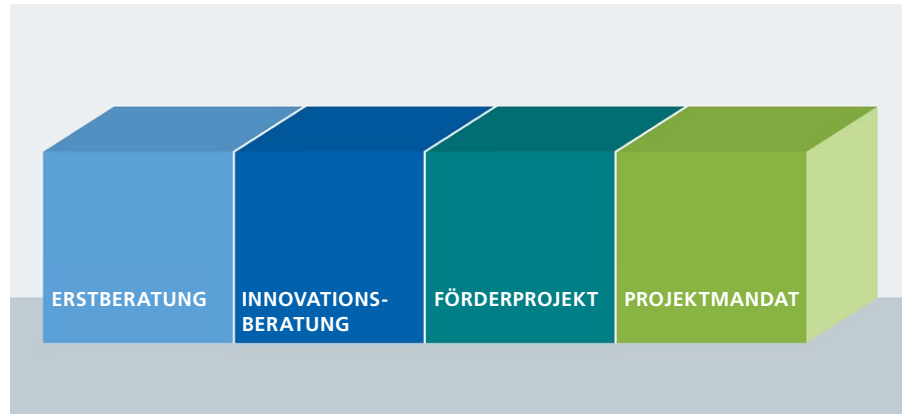 ERSTBERATUNG
INNOVATIONS-
BERATUNG
FÖRDERPROJEKT
PROJEKTMANDAT